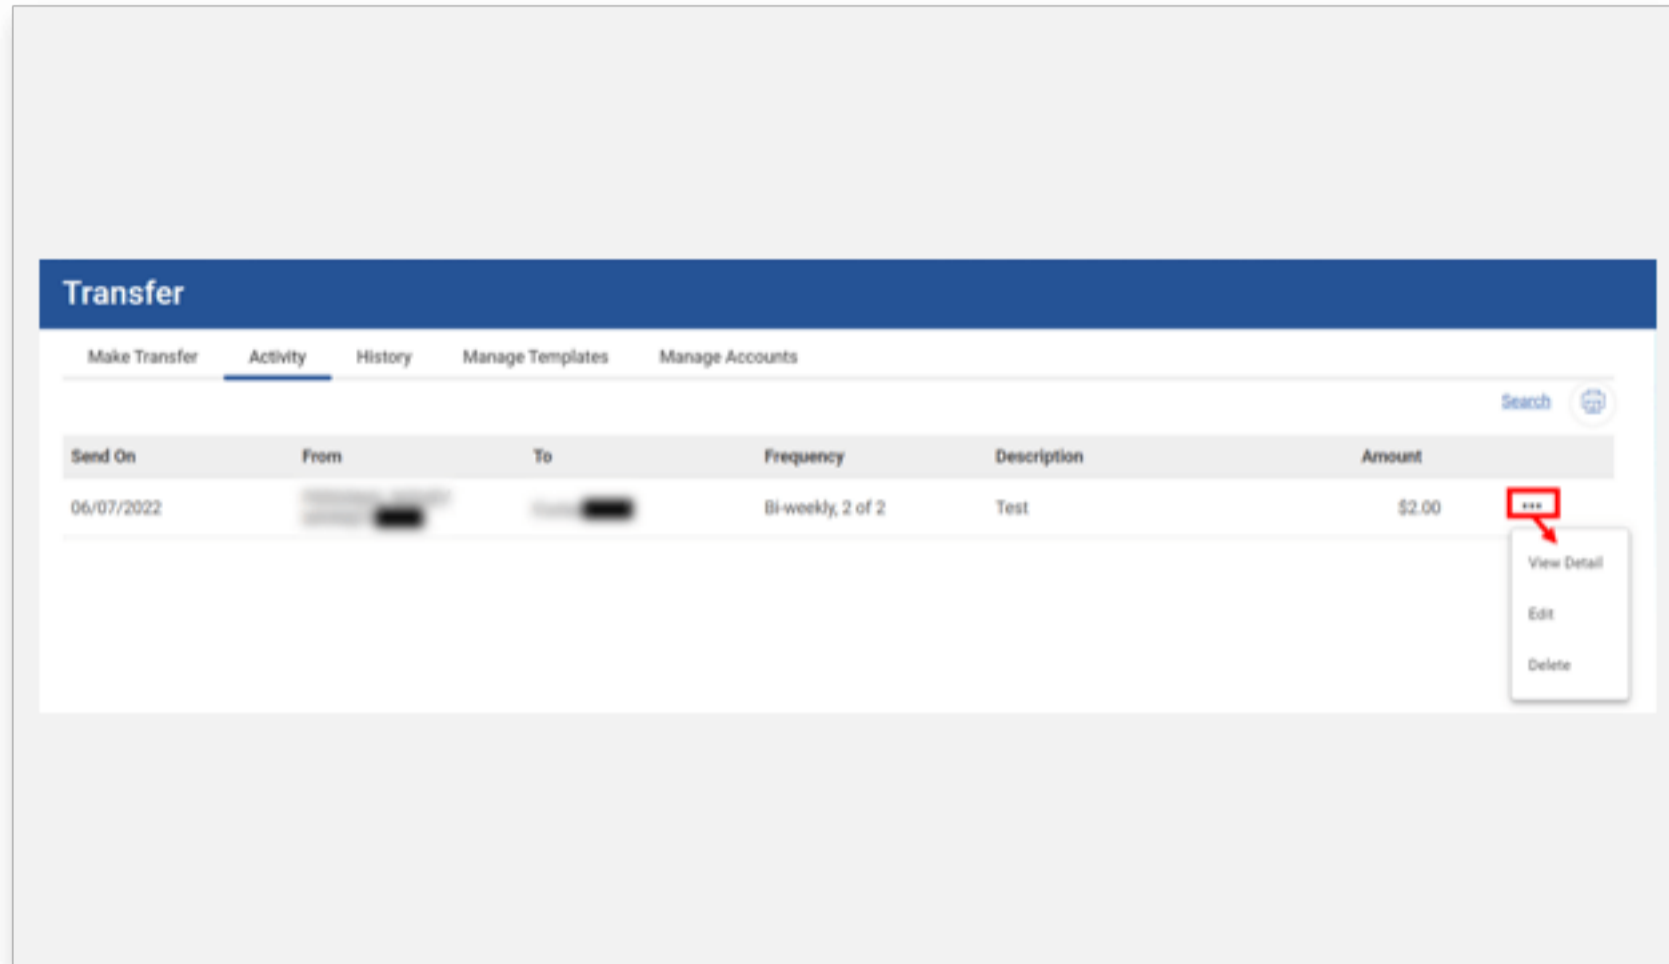 Transfer
Make Transfer Activity History Manage Templates Manage Accounts
Search
Send On From To Frequency Description Amount
06/07/2022 Bi-weekly, 2 of 2 Test $2.00 •••
View Detail
Edit
Delete